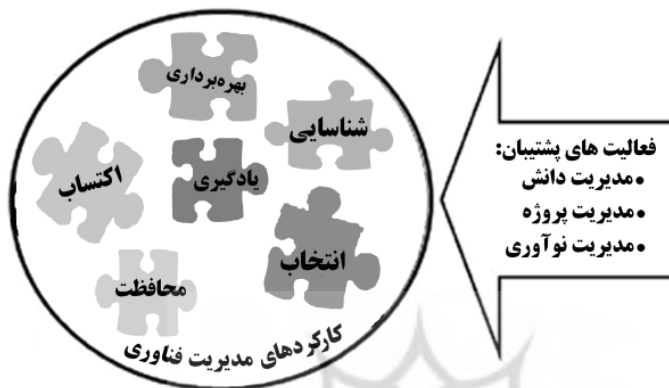 بهره‌برداری
شناسایی
اکتساب
یادگیری
انتخاب
محافظت
کارکردهای مدیریت فناوری
فعالیت های پشتیبان:
•مدیریت دانش
•مدیریت پروژه
•مدیریت نوآوری